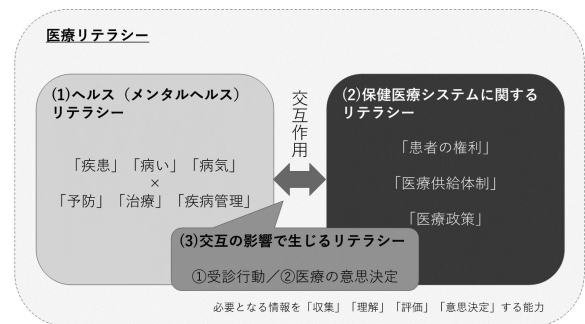 医療リテラシー
(1)ヘルス（メンタルヘルス）
リテラシー
「疾患」「病い」「病気」
×
「予防」「治療」「疾病管理」
交互作用
(2)保健医療システムに関する
リテラシー
「患者の権利」
「医療供給体制」
「医療政策」
(3)交互の影響で生じるリテラシー
①受診行動／②医療の意思決定
必要となる情報を「収集」「理解」「評価」「意思決定」する能力